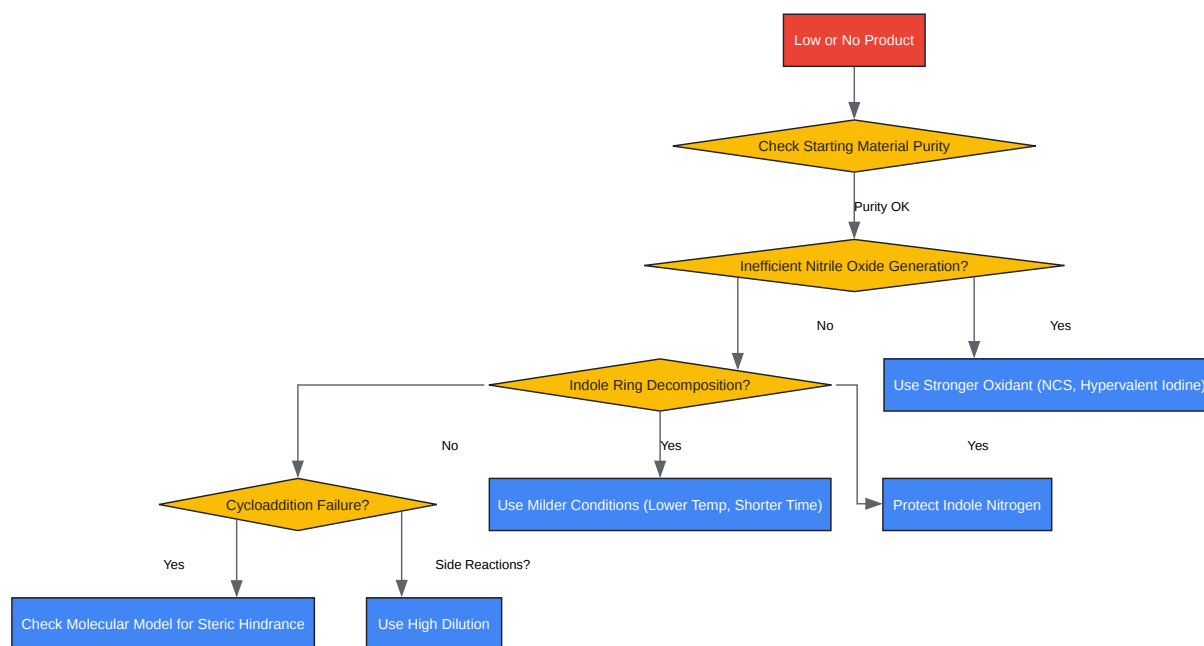 Low or No Product
Check Starting Material Purity
Purity OK
Inefficient Nitrile Oxide Generation?
No
Yes
Indole Ring Decomposition?
Use Stronger Oxidant (NCS, Hypervalent Iodine)
No
Yes
Yes
Cycloaddition Failure?
Use Milder Conditions (Lower Temp, Shorter Time)
Protect Indole Nitrogen
Yes
Side Reactions?
Check Molecular Model for Steric Hindrance
Use High Dilution